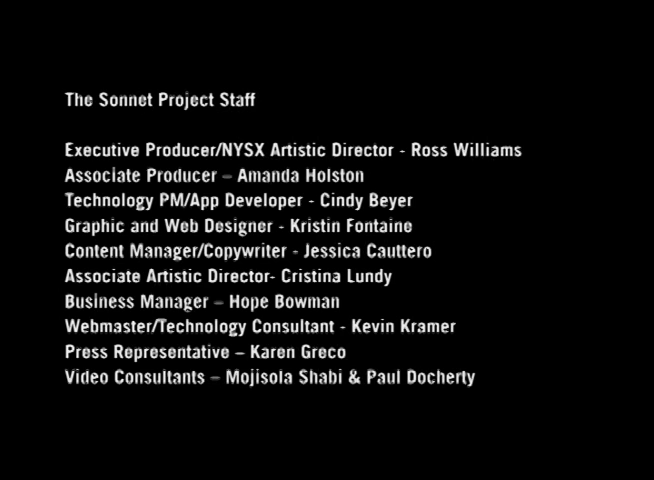 The Sonnet Project Staff
Executive Producer/NYSX Artistic Director - Ross Williams
Associate Producer – Amanda Holston
Technology PM/App Developer - Cindy Beyer
Graphic and Web Designer - Kristin Fontaine
Content Manager/Copywriter - Jessica Cauttero
Associate Artistic Director- Cristina Lundy
Business Manager – Hope Bowman
Webmaster/Technology Consultant - Kevin Kramer
Press Representative – Karen Greco
Video Consultants – Mojisola Shabi & Paul Docherty